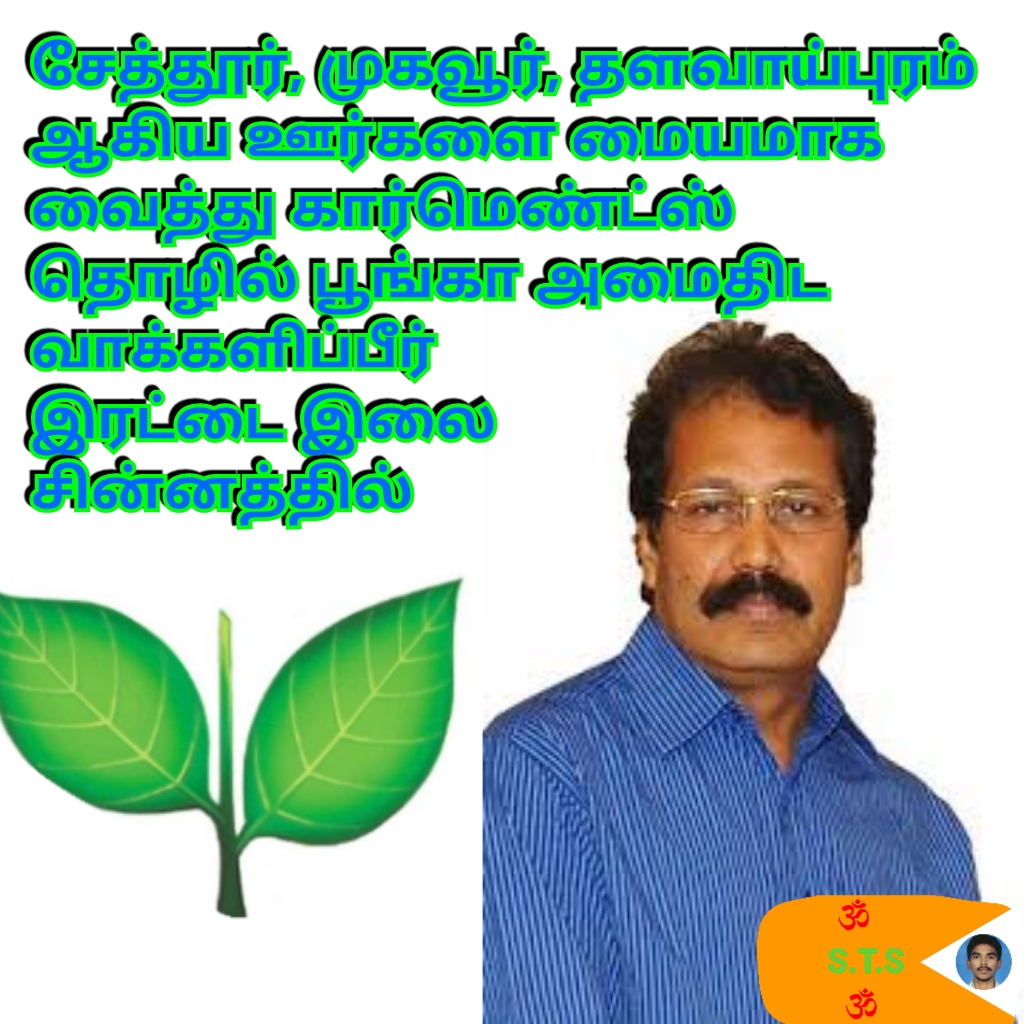 சேத்தூர், முகவூர், தளவாய்புரம்
ஆகிய ஊர்களை மையமாக
வைத்து கார்மெண்ட்ஸ்
தொழில் பூங்கா அமைதிட
வாக்களிப்பீர்
இரட்டை இலை
சின்னத்தில்
ॐ
S.T.S
ॐ